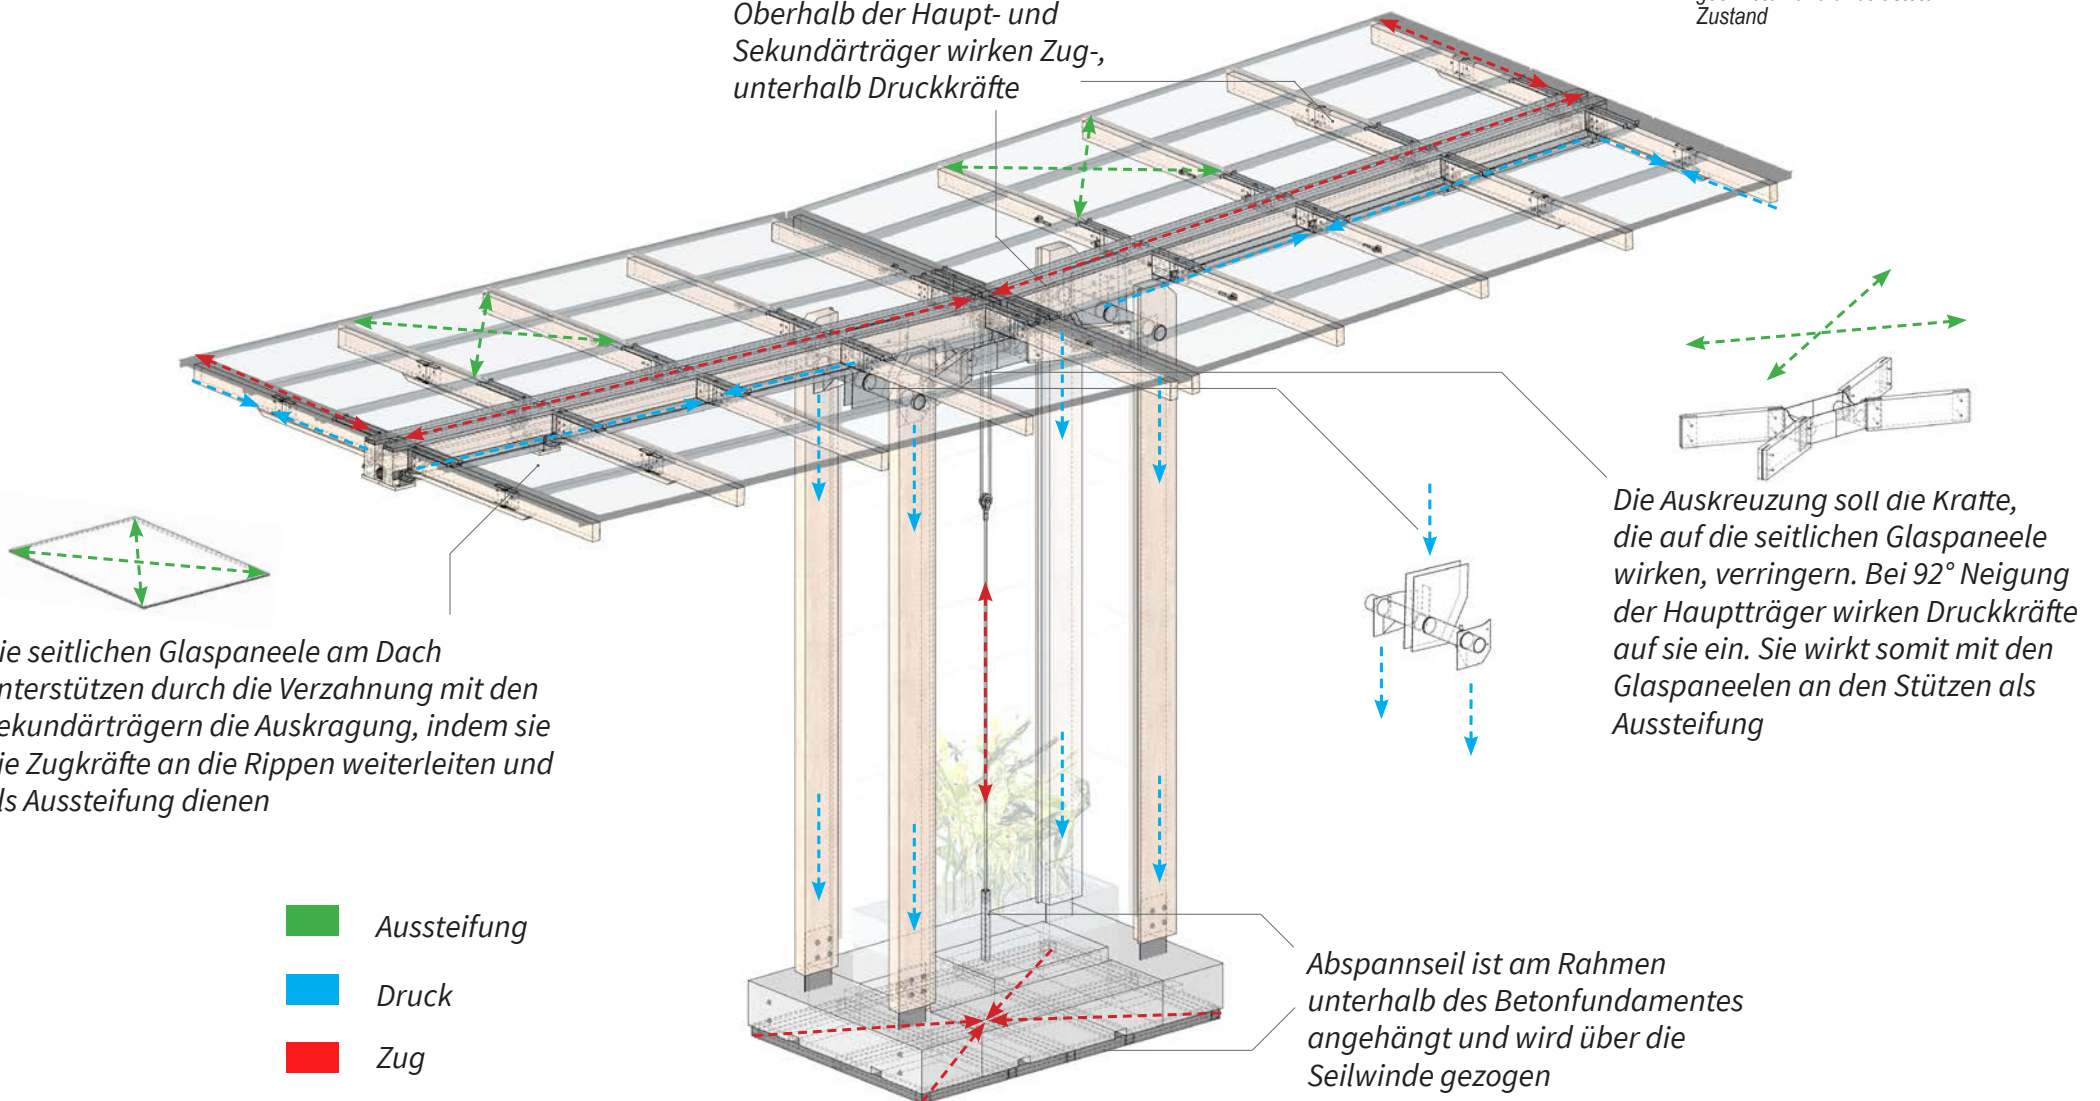 Oberhalb der Haupt- und
Sekundärträger wirken Zug-,
unterhalb Druckkräfte
Zustand
Die Auskreuzung soll die Krafte,
die auf die seitlichen Glaspaneele
wirken, verringern. Bei 92° Neigung
der Hauptträger wirken Druckkräfte
auf sie ein. Sie wirkt somit mit den
Glaspaneelen an den Stützen als
Aussteifung
ie seitlichen Glaspaneele am Dach
nterstützen durch die Verzahnung mit den
ekundärträgern die Auskragung, indem sie
ie Zugkräfte an die Rippen weiterleiten und
ls Aussteifung dienen
Aussteifung
Druck
Zug
Abspannseil ist am Rahmen
unterhalb des Betonfundamentes
angehängt und wird über die
Seilwinde gezogen